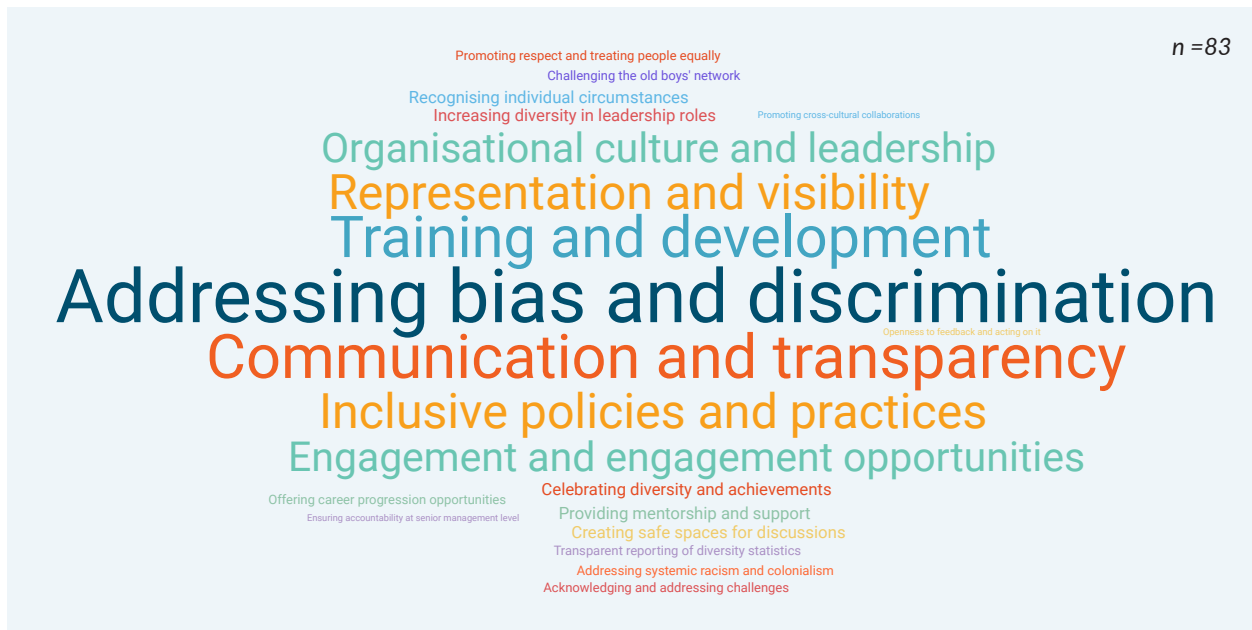 n =83
Promoting respect and treating people equally
Challenging the old boys' network
Recognising individual circumstances
Increasing diversity in leadership roles
Promoting cross-cultural collaborations
Organisational culture and leadership
Representation and visibility
Training and development
Addressing bias and discrimination
Openness to feedback and acting on it
Communication and transparency
Inclusive policies and practices
Engagement and engagement opportunities
Celebrating diversity and achievements
Offering career progression opportunities
Providing mentorship and support
Ensuring accountability at senior management level
Creating safe spaces for discussions
Transparent reporting of diversity statistics
Addressing systemic racism and colonialism
Acknowledging and addressing challenges